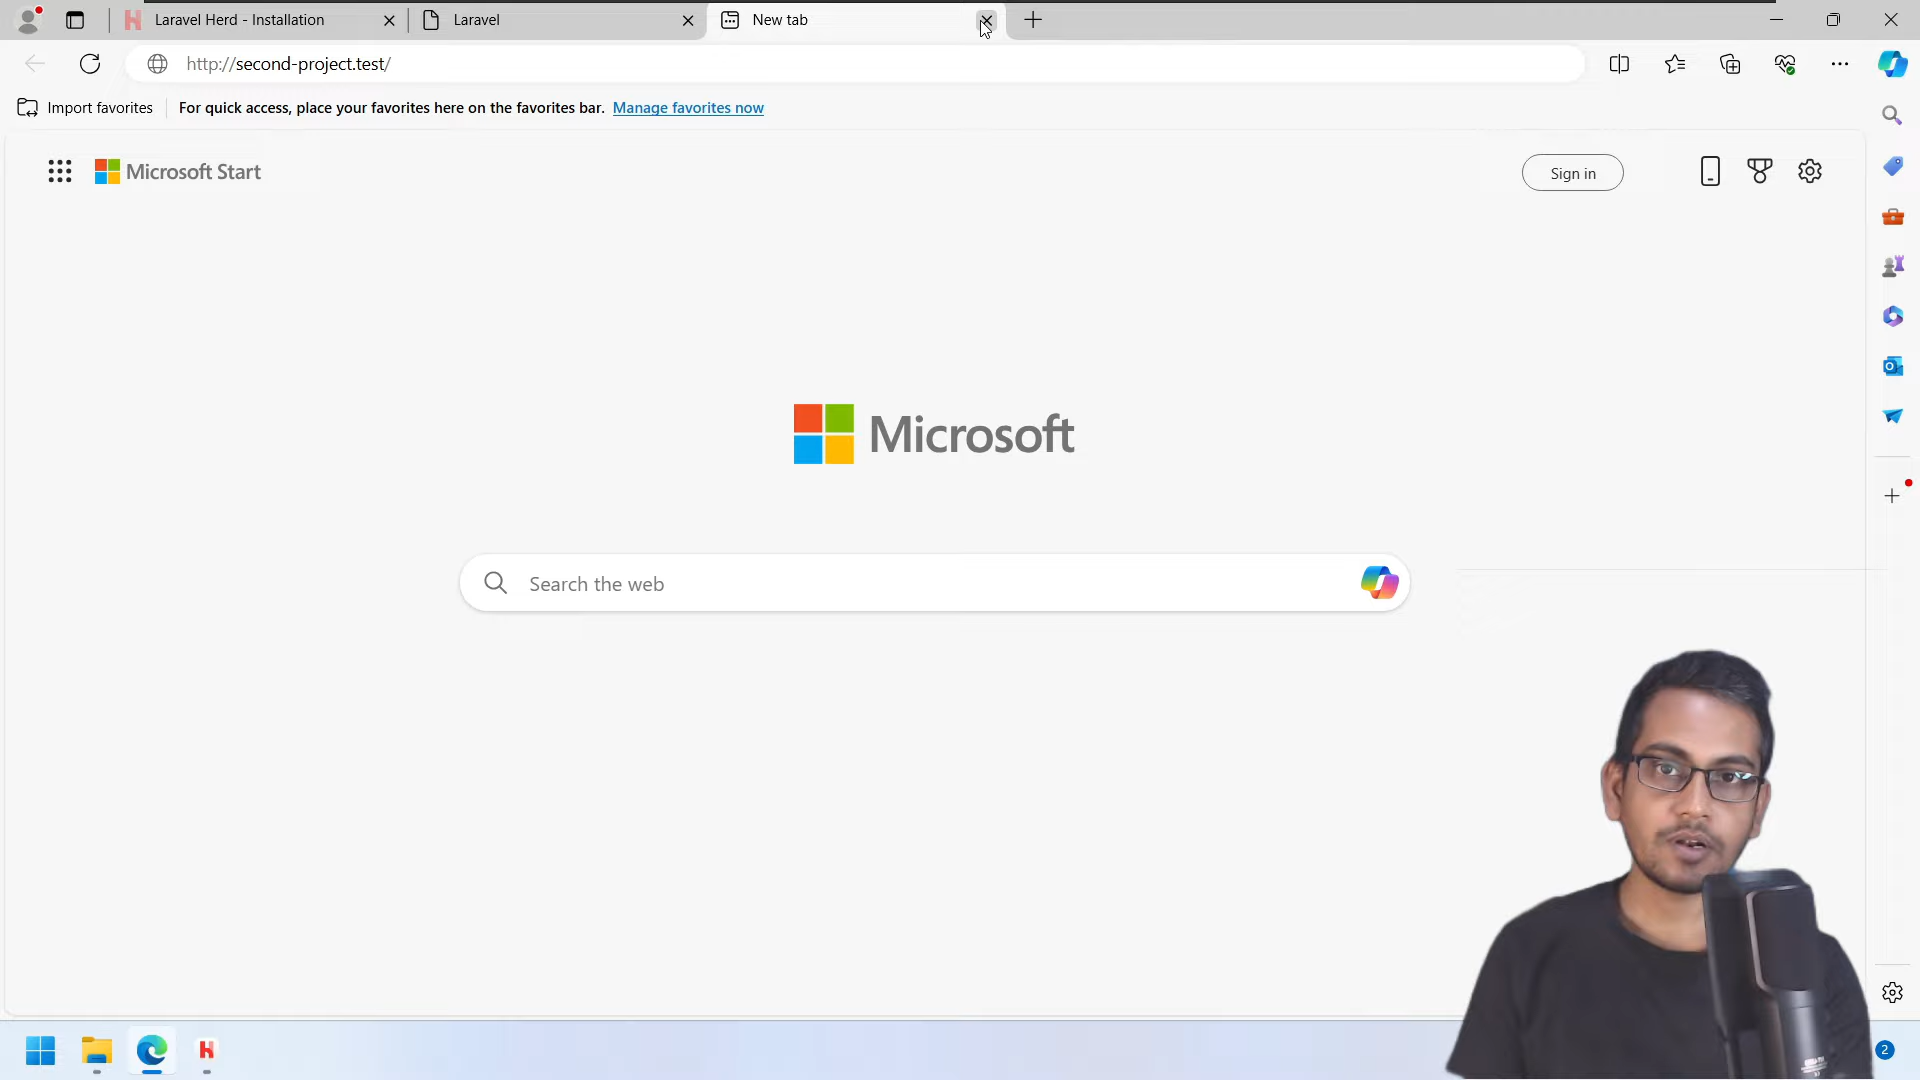 Laravel Herd - Installation
Laravel
New tab
http://second-project.test/
Import favorites
For quick access, place your favorites here on the favorites bar. Manage favorites now
Microsoft Start
Sign in
Microsoft
Search the web
2